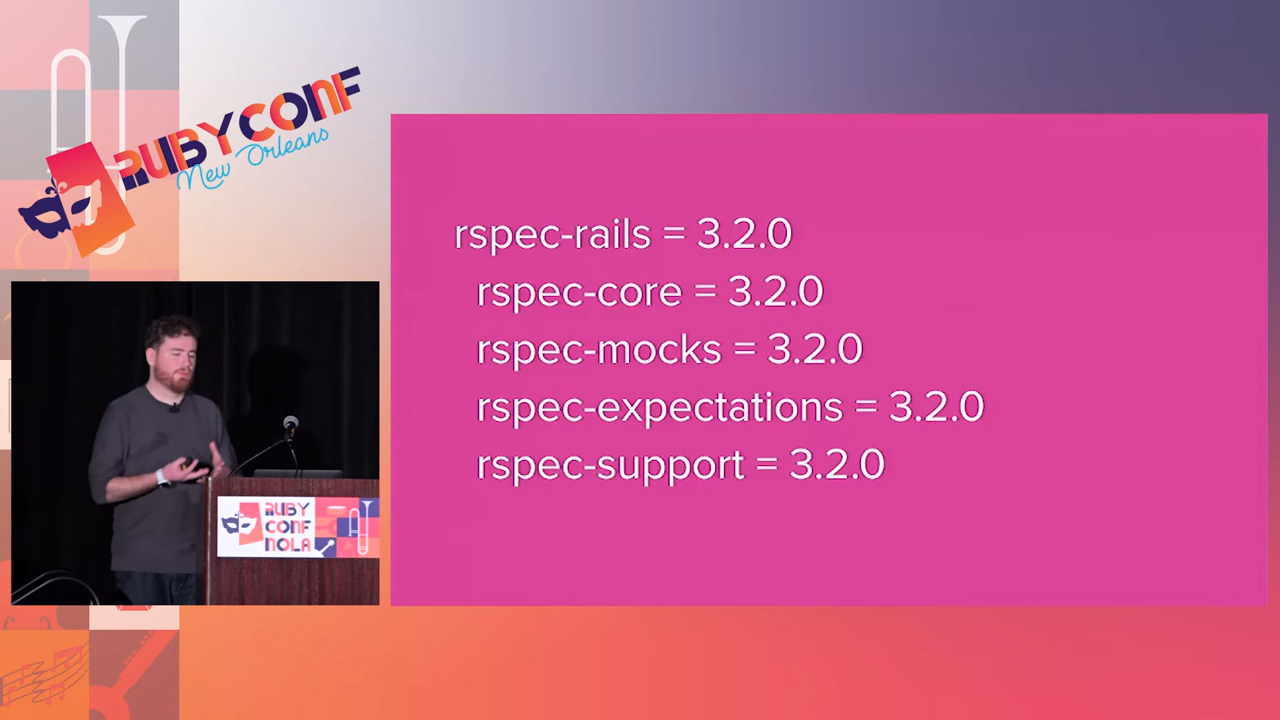 RUBYCONF
New Orleans
rspec-rails = 3.2.0
rspec-core = 3.2.0
rspec-mocks = 3.2.0
rspec-expectations = 3.2.0
rspec-support = 3.2.0
RUBY
CONF
NOLA